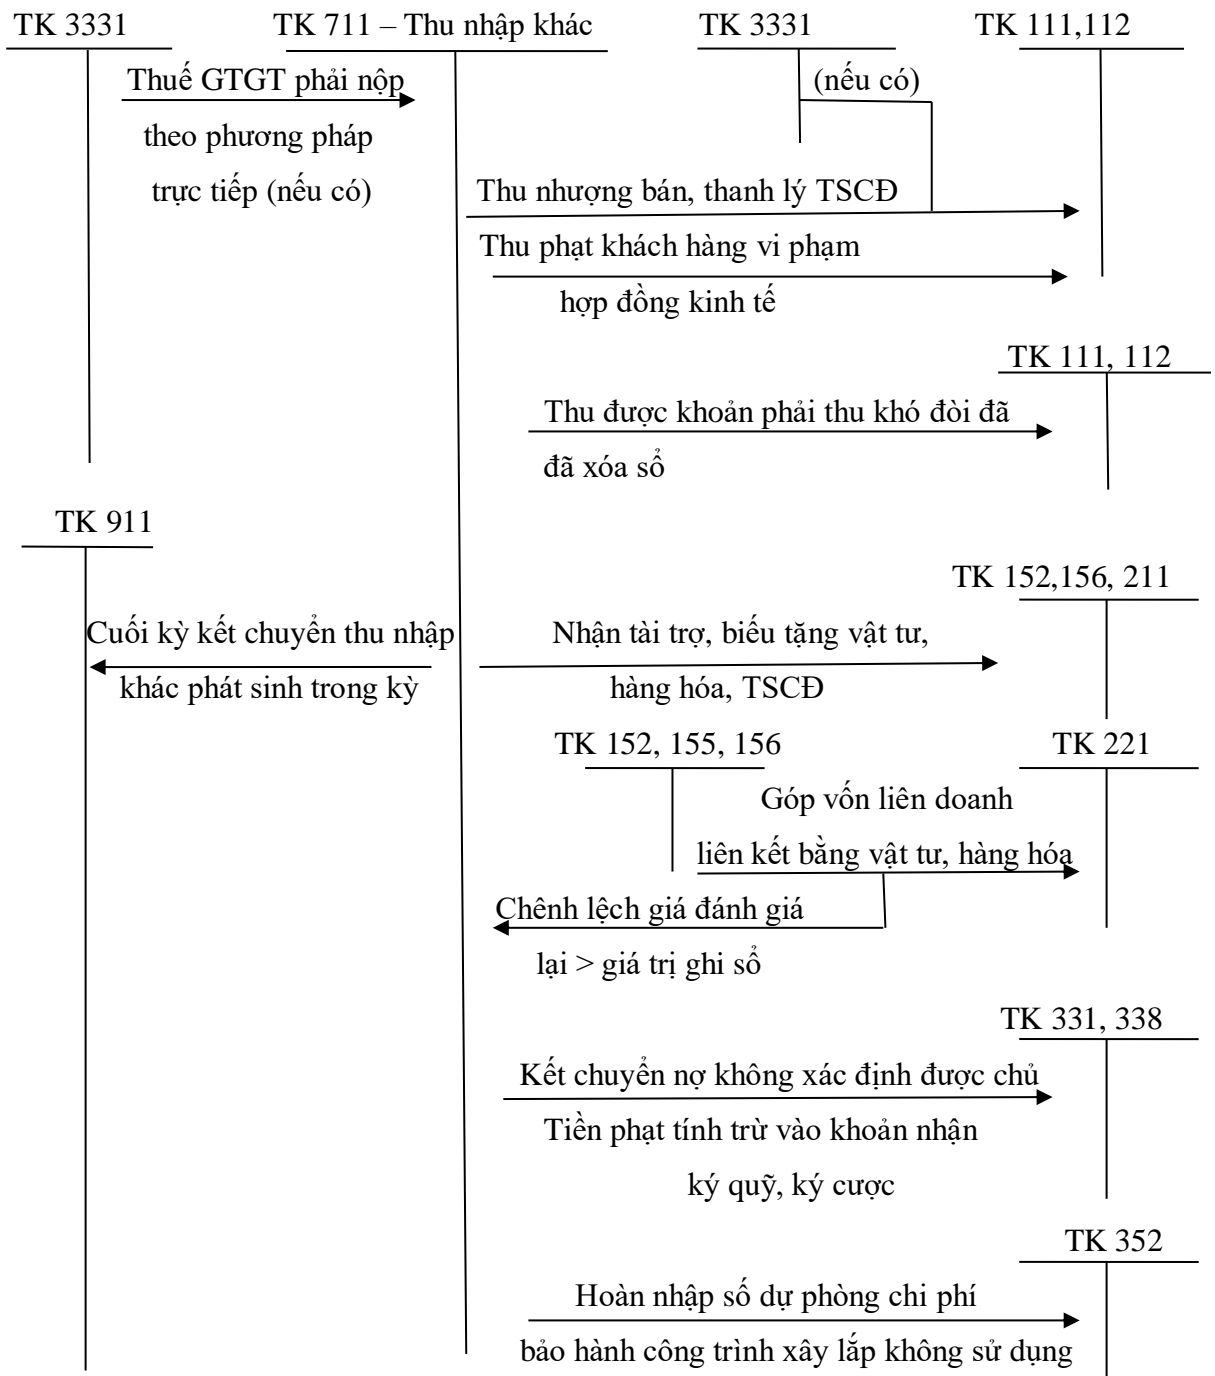 TK 3331
TK 711 – Thu nhập khác
TK 3331
TK 111,112
Thuế GTGT phải nộp
theo phương pháp
trực tiếp (nếu có)
(nếu có)
Thu nhượng bán, thanh lý TSCĐ
Thu phạt khách hàng vi phạm
hợp đồng kinh tế
TK 111, 112
Thu được khoản phải thu khó đòi đã
đã xóa sổ
TK 911
TK 152,156, 211
Cuối kỳ kết chuyển thu nhập
khác phát sinh trong kỳ
Nhận tài trợ, biếu tặng vật tư,
hàng hóa, TSCĐ
TK 152, 155, 156
TK 221
Góp vốn liên doanh
liên kết bằng vật tư, hàng hóa
Chênh lệch giá đánh giá
lại > giá trị ghi sổ
TK 331, 338
Kết chuyển nợ không xác định được chủ
Tiền phạt tính trừ vào khoản nhận
ký quỹ, ký cược
TK 352
Hoàn nhập số dự phòng chi phí
bảo hành công trình xây lắp không sử dụng